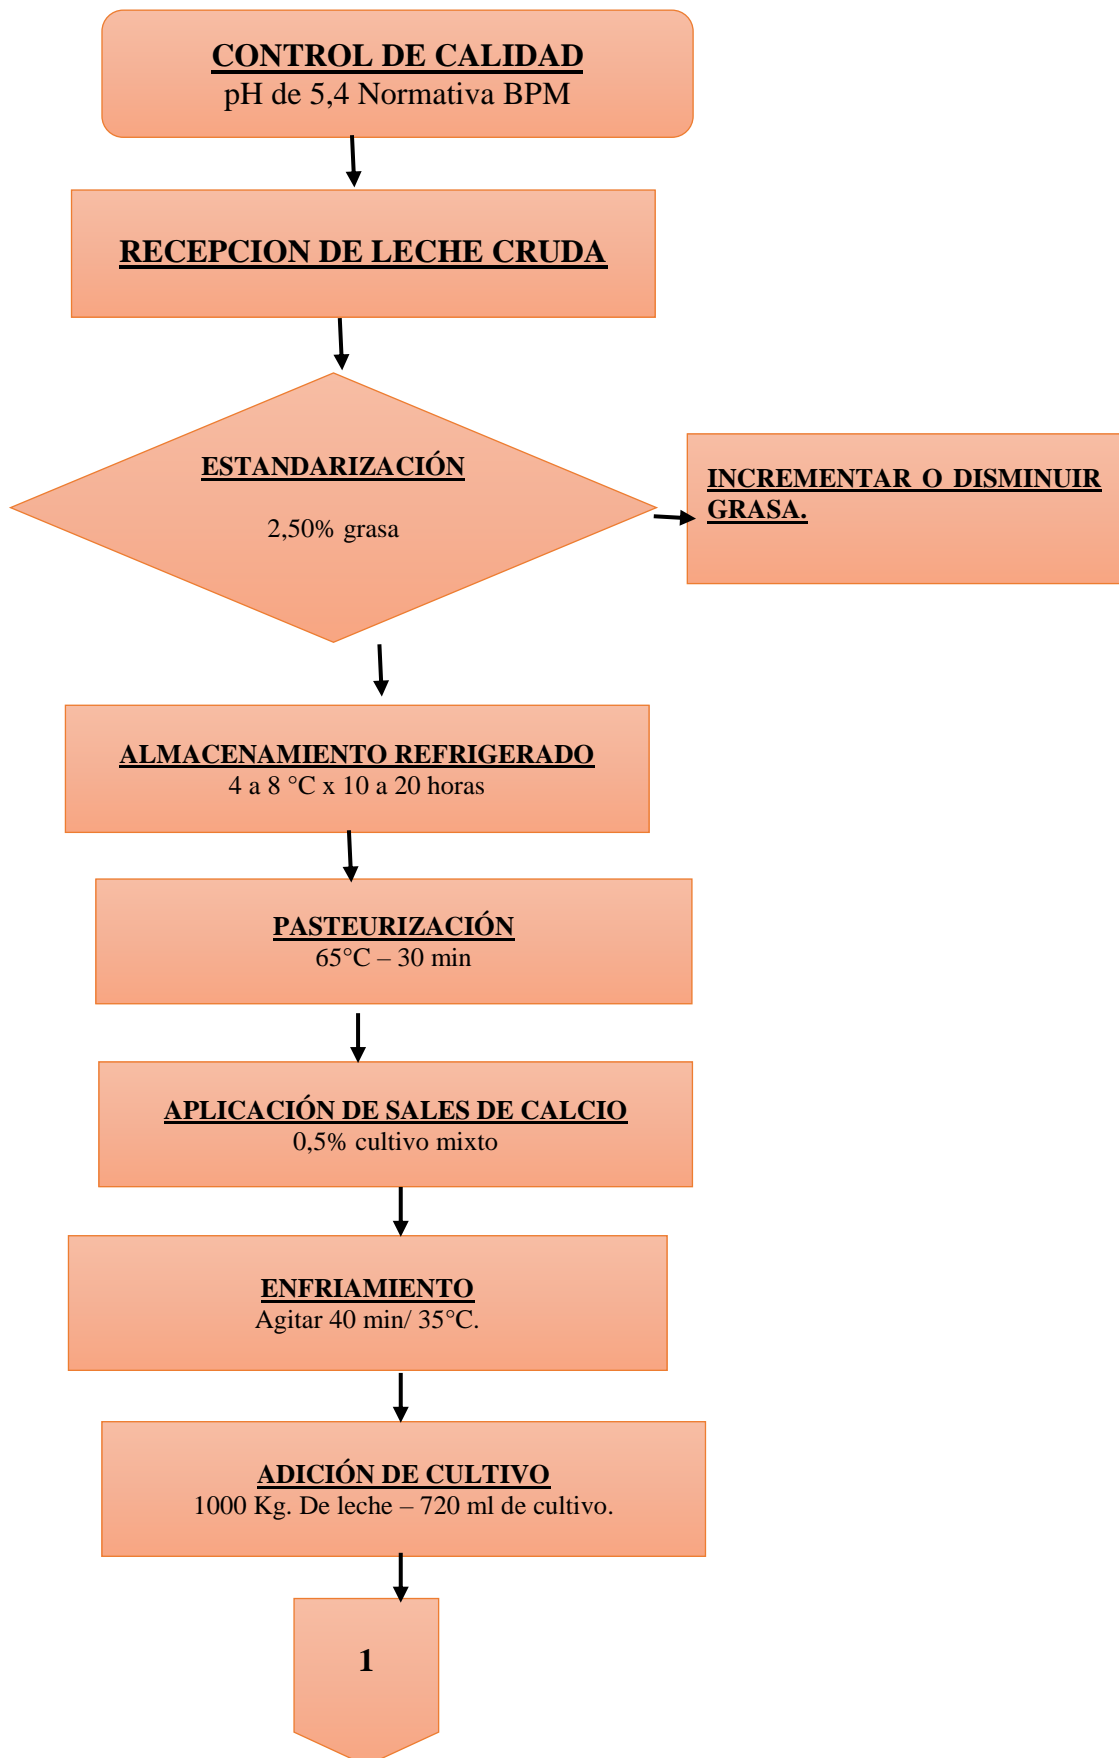 CONTROL DE CALIDAD
pH de 5,4 Normativa BPM
RECEPCION DE LECHE CRUDA
ESTANDARIZACIÓN
2,50% grasa
INCREMENTAR O DISMINUIR
GRASA.
ALMACENAMIENTO REFRIGERADO
4 a 8 °C x 10 a 20 horas
PASTEURIZACIÓN
65°C – 30 min
APLICACIÓN DE SALES DE CALCIO
0,5% cultivo mixto
ENFRIAMIENTO
Agitar 40 min/ 35°C.
ADICIÓN DE CULTIVO
1000 Kg. De leche – 720 ml de cultivo.
1